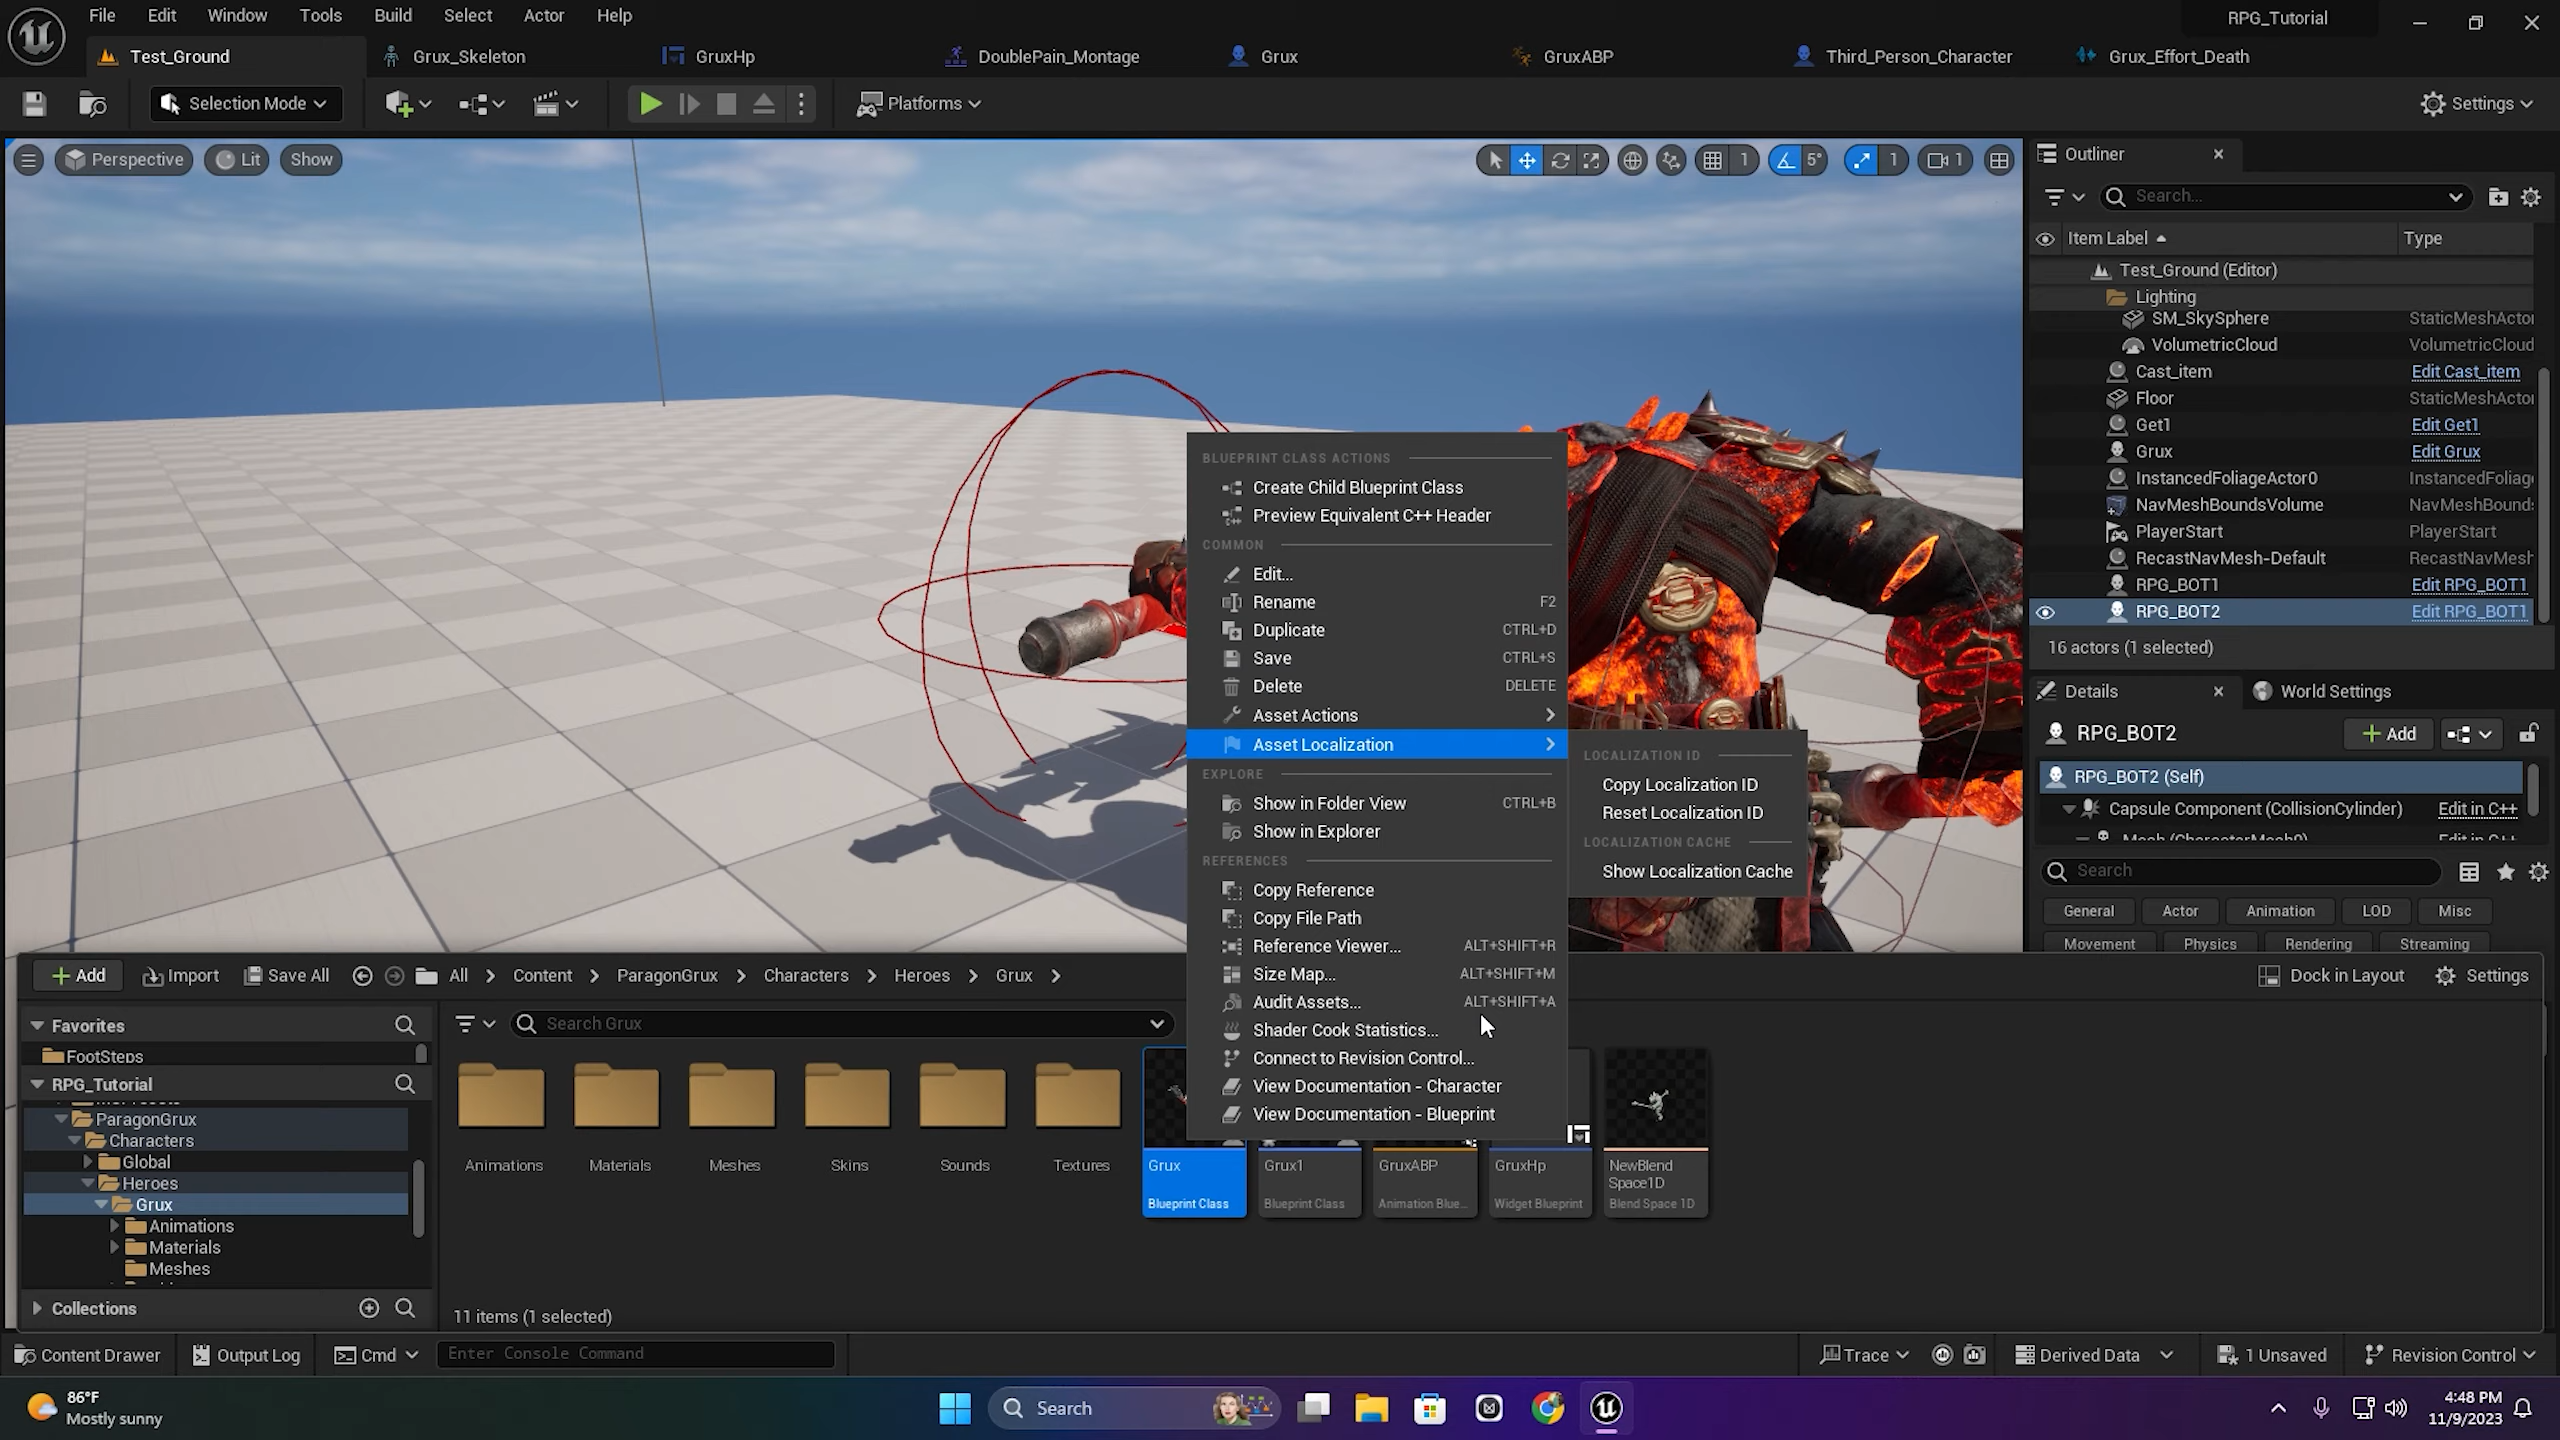 File Edit Window Tools Build Select Actor Help
RPG_Tutorial
Test_Ground
Grux_Skeleton
GruxHp
DoublePain_Montage
Grux
GruxABP
Third_Person_Character
Grux_Effort_Death
Selection Mode
Platforms
Settings
Perspective
Lit
Show
1
5°
1
1
Outliner
Search...
Item Label
Type
Test_Ground (Editor)
Lighting
SM_SkySphere StaticMeshActor
VolumetricCloud VolumetricCloud
Cast_item Edit Cast_item
Floor StaticMeshActor
Get1 Edit Get1
Grux Edit Grux
InstancedFoliageActor0 InstancedFoliag
NavMeshBoundsVolume NavMeshBounds
PlayerStart PlayerStart
RecastNavMesh-Default RecastNavMesh
RPG_BOT1 Edit RPG_BOT1
RPG_BOT2 Edit RPG_BOT1
16 actors (1 selected)
Details
World Settings
RPG_BOT2
Add
RPG_BOT2 (Self)
Capsule Component (CollisionCylinder) Edit in C++
Search
General Actor Animation LOD Misc
Movement Physics Rendering Streaming
BLUEPRINT CLASS ACTIONS
Create Child Blueprint Class
Preview Equivalent C++ Header
COMMON
Edit...
Rename F2
Duplicate CTRL+D
Save CTRL+S
Delete DELETE
Asset Actions
Asset Localization
EXPLORE
Show in Folder View CTRL+B
Show in Explorer
REFERENCES
Copy Reference
Copy File Path
Reference Viewer... ALT+SHIFT+R
Size Map... ALT+SHIFT+M
Audit Assets... ALT+SHIFT+A
Shader Cook Statistics...
Connect to Revision Control...
View Documentation - Character
View Documentation - Blueprint
LOCALIZATION ID
Copy Localization ID
Reset Localization ID
LOCALIZATION CACHE
Show Localization Cache
Add
Import
Save All
All
Content
ParagonGrux
Characters
Heroes
Grux
Dock in Layout
Settings
Favorites
FootSteps
RPG_Tutorial
ParagonGrux
Characters
Global
Heroes
Grux
Animations
Materials
Meshes
Collections
Search Grux
Animations
Materials
Meshes
Skins
Sounds
Textures
Grux
Blueprint Class
Grux1
Blueprint Class
GruxABP
Animation Blue...
GruxHp
Widget Blueprint
NewBlend
Space1D
Blend Space 1D
11 items (1 selected)
Content Drawer
Output Log
Cmd
Enter Console Command
Trace
Derived Data
1 Unsaved
Revision Control
86°F
Mostly sunny
Search
4:48 PM
11/9/2023